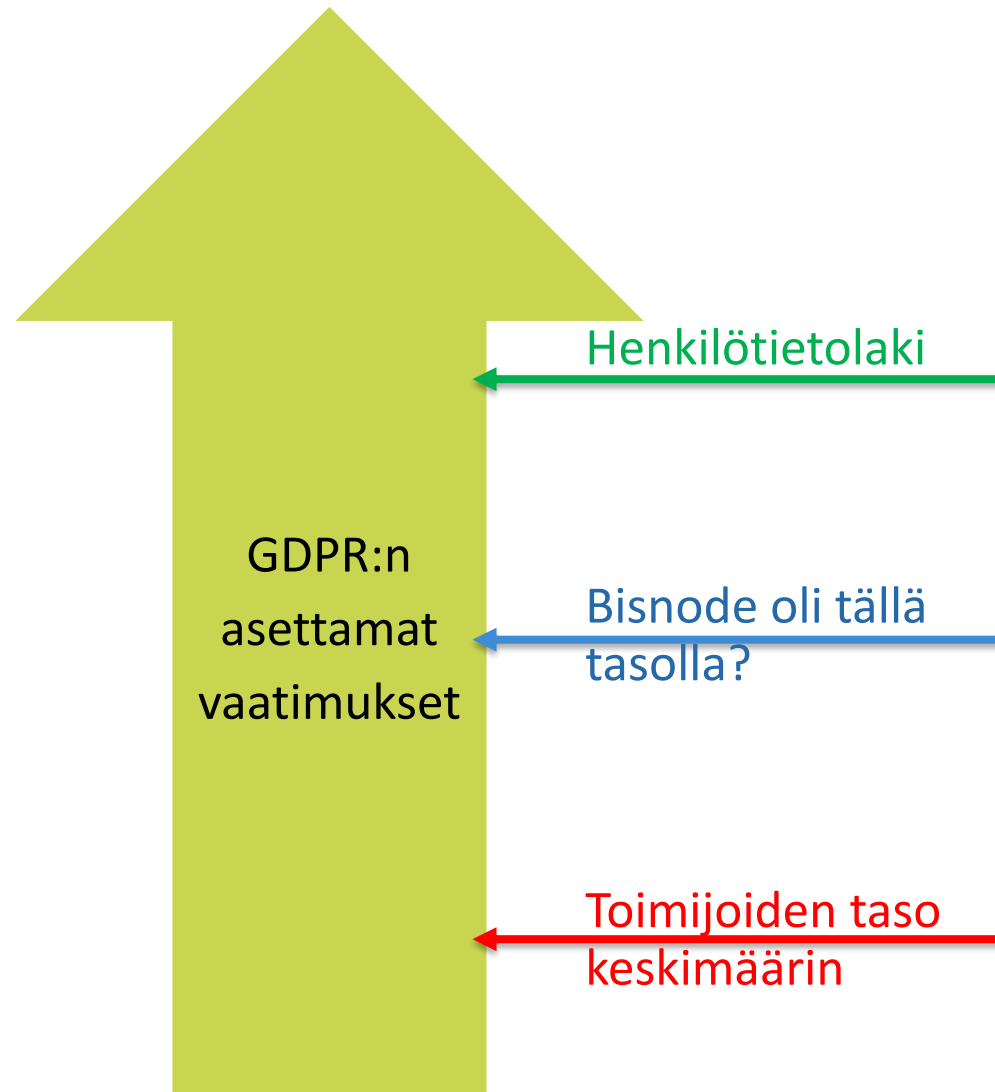 Henkilötietolaki
GDPR:n
asettamat
vaatimukset
Bisnode oli tällä
tasolla?
Toimijoiden taso
keskimäärin